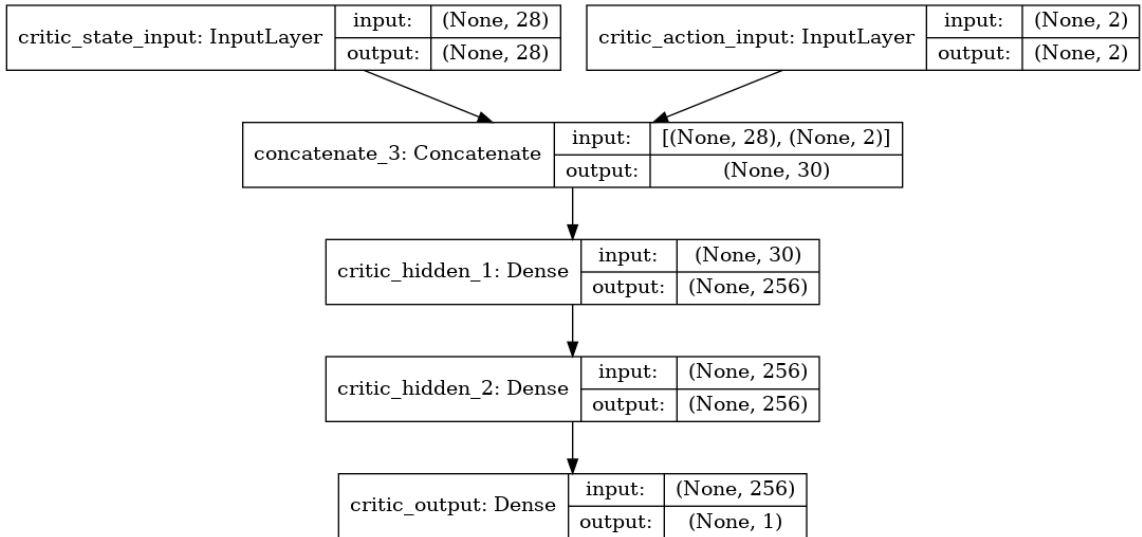 critic_state_input: InputLayer
input: (None, 28)
output: (None, 28)
critic_action_input: InputLayer
input: (None, 2)
output: (None, 2)
concatenate_3: Concatenate
input: [(None, 28), (None, 2)]
output: (None, 30)
critic_hidden_1: Dense
input: (None, 30)
output: (None, 256)
critic_hidden_2: Dense
input: (None, 256)
output: (None, 256)
critic_output: Dense
input: (None, 256)
output: (None, 1)